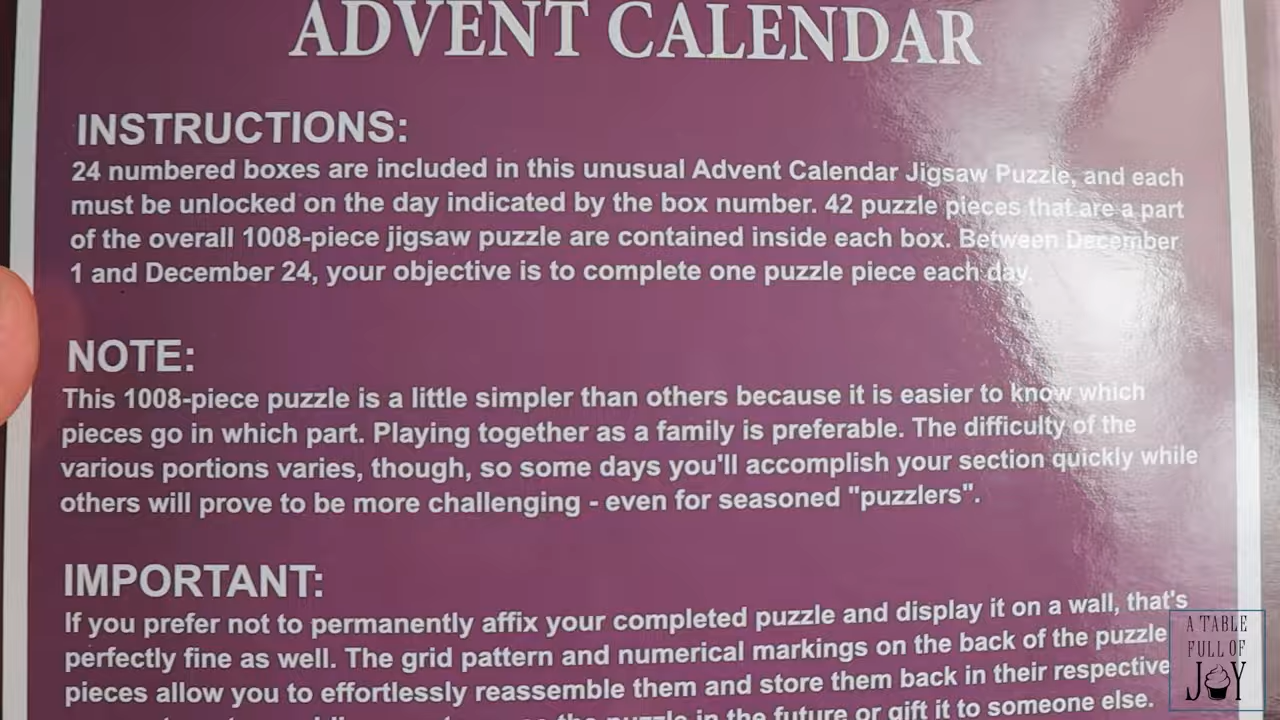 ADVENT CALENDAR
INSTRUCTIONS:
24 numbered boxes are included in this unusual Advent Calendar Jigsaw Puzzle, and each
must be unlocked on the day indicated by the box number. 42 puzzle pieces that are a part
of the overall 1008-piece jigsaw puzzle are contained inside each box. Between December
1 and December 24, your objective is to complete one puzzle piece each day.
NOTE:
This 1008-piece puzzle is a little simpler than others because it is easier to know which
pieces go in which part. Playing together as a family is preferable. The difficulty of the
various portions varies, though, so some days you'll accomplish your section quickly while
others will prove to be more challenging - even for seasoned "puzzlers".
IMPORTANT:
If you prefer not to permanently affix your completed puzzle and display it on a wall, that's
perfectly fine as well. The grid pattern and numerical markings on the back of the puzzle
pieces allow you to effortlessly reassemble them and store them back in their respective
the puzzle in the future or gift it to someone else.
A TABLE
FULL OF
JOY